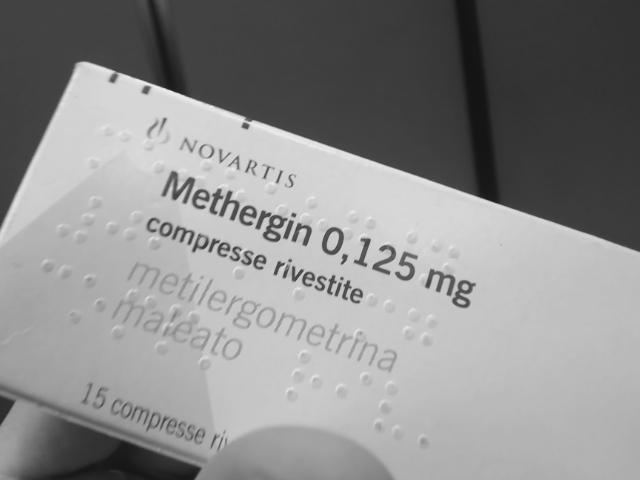 NOVARTIS
Methergin 0,125 mg
compresse rivestite
metilergometrina
maleato
15 compresse